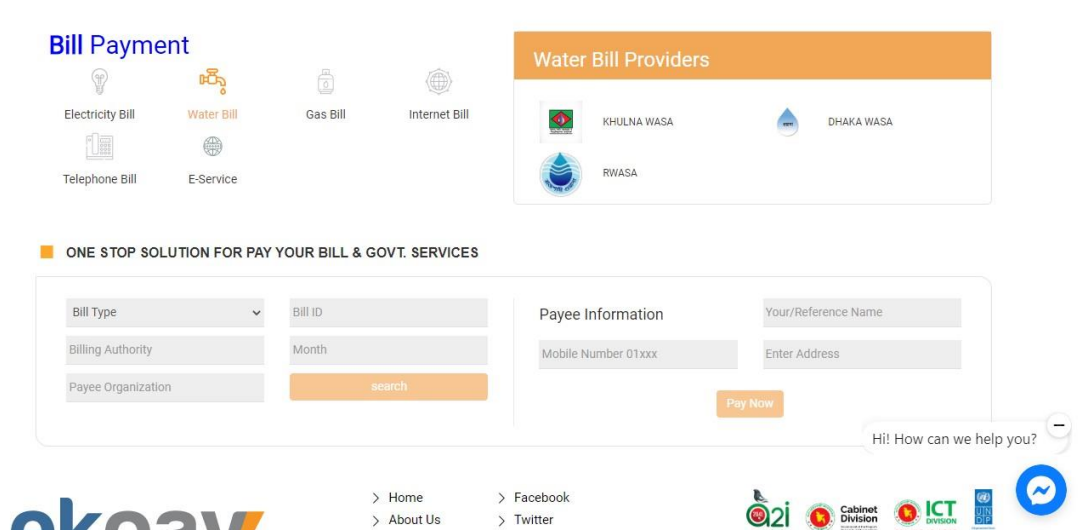 Bill Payment
Electricity Bill
Water Bill
Gas Bill
Internet Bill
Telephone Bill
E-Service
Water Bill Providers
KHULNA WASA
DHAKA WASA
RWASA
ONE STOP SOLUTION FOR PAY YOUR BILL & GOVT. SERVICES
Bill Type
Bill ID
Billing Authority
Month
Payee Organization
search
Payee Information
Your/Reference Name
Mobile Number 01xxx
Enter Address
Pay Now
Hi! How can we help you?
Home
About Us
Facebook
Twitter
a2i
Cabinet
Division
ICT
DIVISION
UN
DP